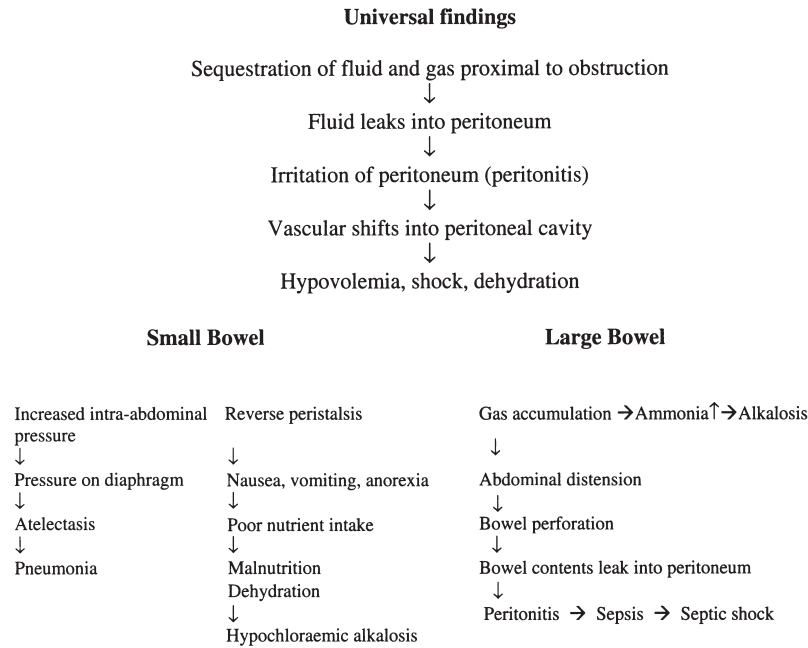 Universal findings
Sequestration of fluid and gas proximal to obstruction
↓
Fluid leaks into peritoneum
↓
Irritation of peritoneum (peritonitis)
↓
Vascular shifts into peritoneal cavity
↓
Hypovolemia, shock, dehydration
Small Bowel
Increased intra-abdominal
pressure
↓
Pressure on diaphragm
↓
Atelectasis
↓
Pneumonia
Reverse peristalsis
↓
Nausea, vomiting, anorexia
↓
Poor nutrient intake
↓
Malnutrition
Dehydration
↓
Hypochloraemic alkalosis
Large Bowel
Gas accumulation →Ammonia↑→Alkalosis
↓
Abdominal distension
↓
Bowel perforation
↓
Bowel contents leak into peritoneum
↓
Peritonitis → Sepsis → Septic shock